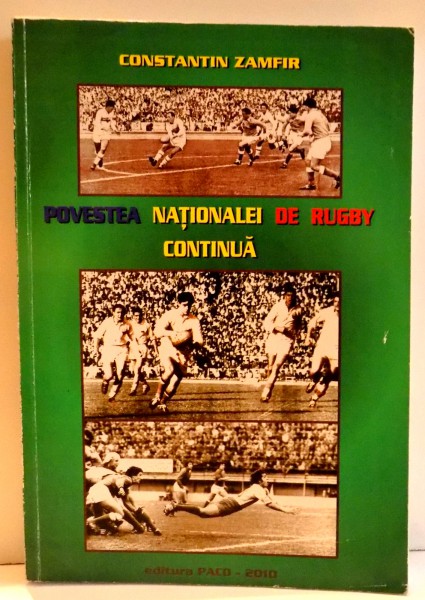 CONSTANTIN ZAMFIR
POVESTEA NAȚIONALEI DE RUGBY
CONTINUĂ
editura PACO - 2010